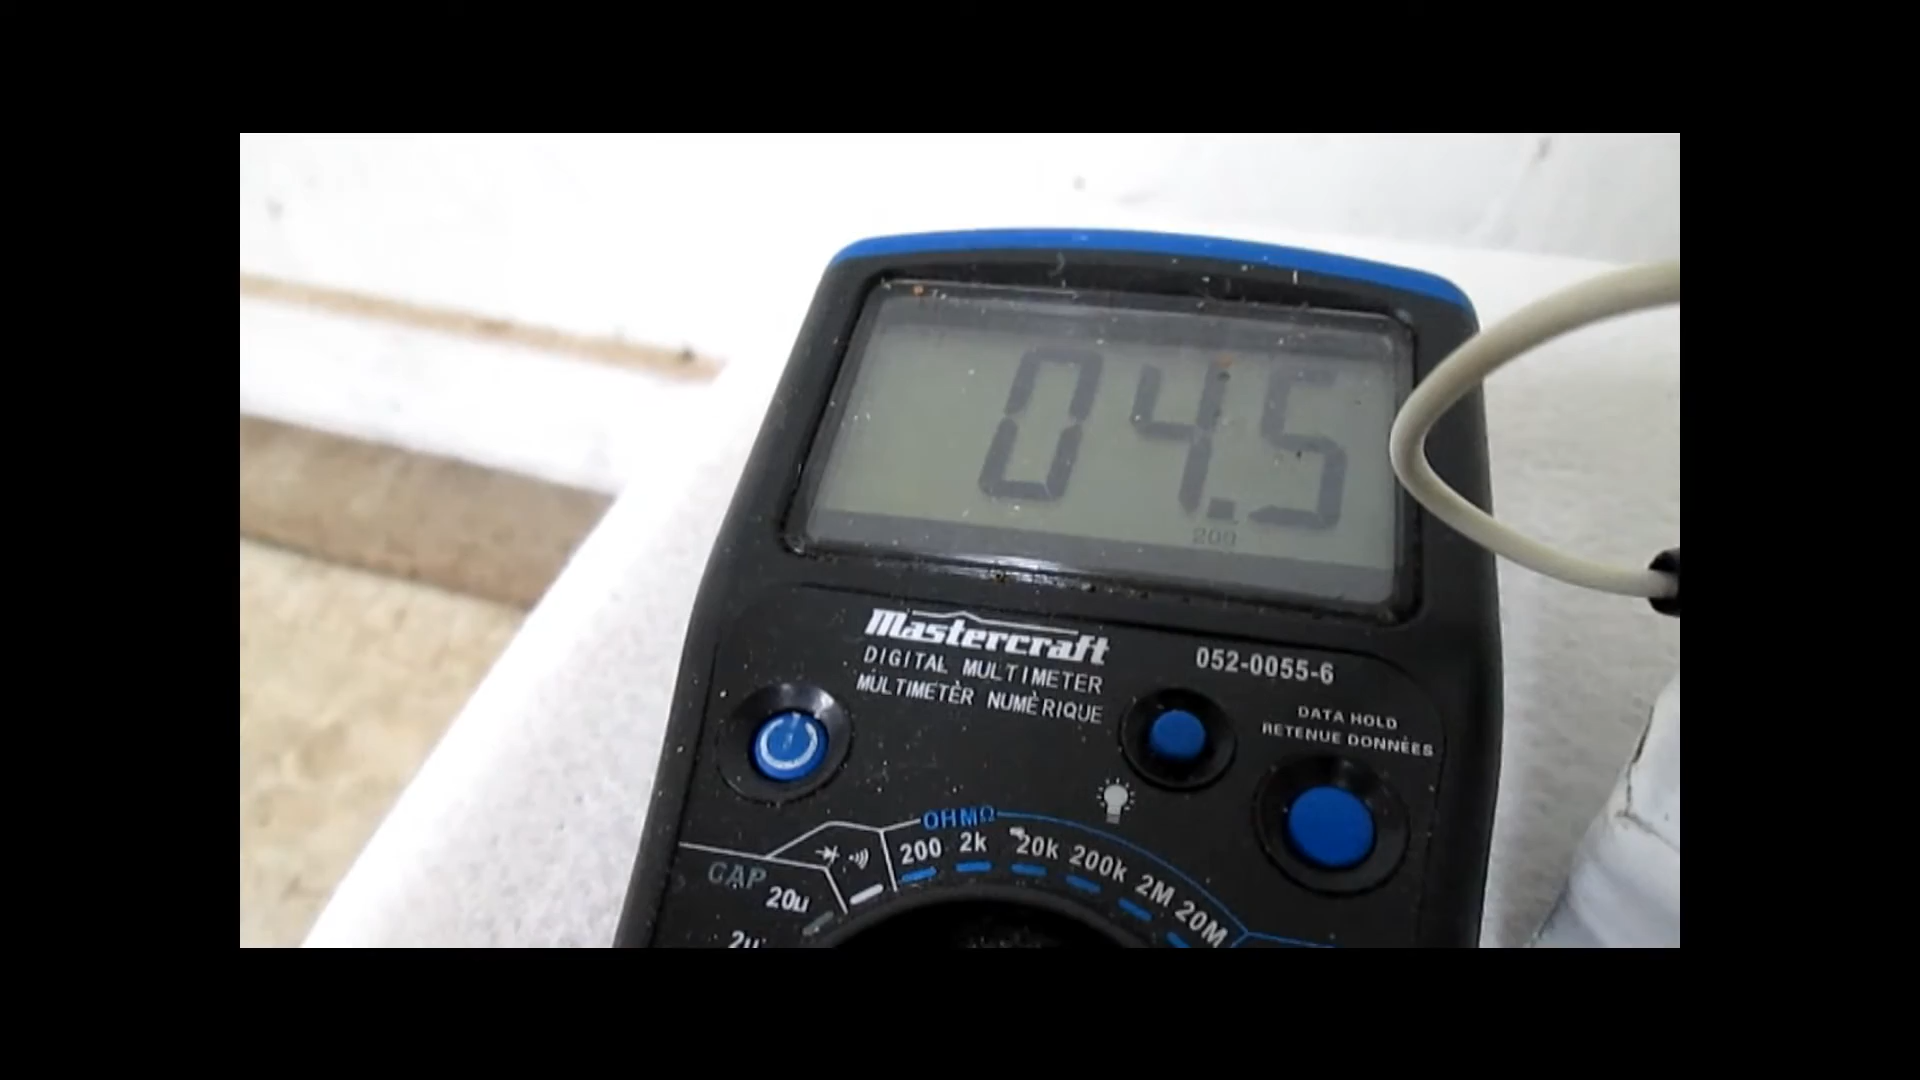 04.5
200
Mastercraft
DIGITAL MULTIMETER
MULTIMETÈR NUMÈRIQUE
052-0055-6
DATA HOLD
RETENUE DONNÉES
OHMΩ
200 2k 20k 200k 2M 20M
CAP
20u
2u